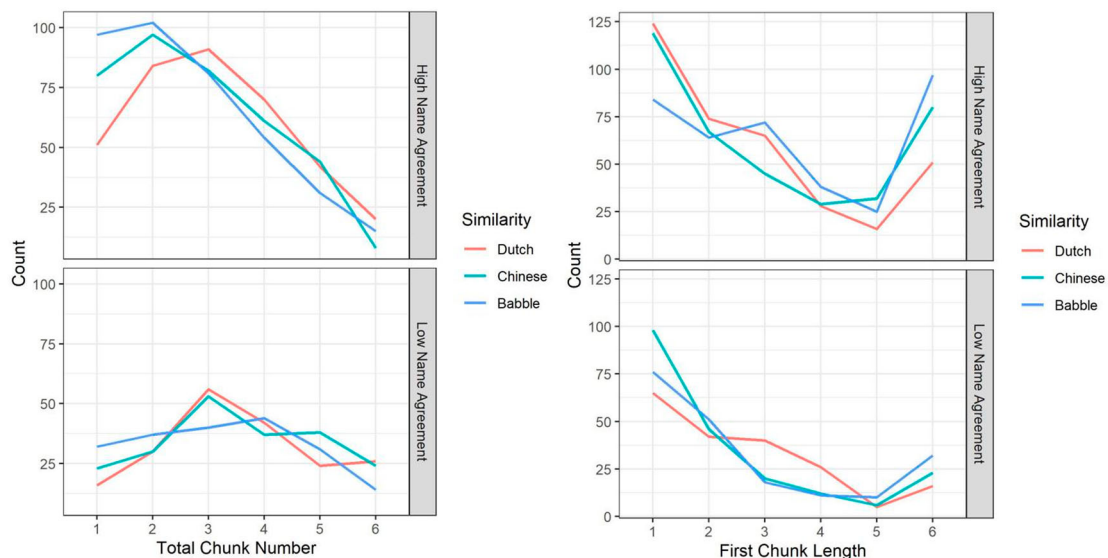 100
75
50
25
High Name Agreement
100
75
50
25
Low Name Agreement
Count
1 2 3 4 5 6
Total Chunk Number
Similarity
Dutch
Chinese
Babble
125
100
75
50
25
0
High Name Agreement
125
100
75
50
25
0
Low Name Agreement
Count
1 2 3 4 5 6
First Chunk Length
Similarity
Dutch
Chinese
Babble